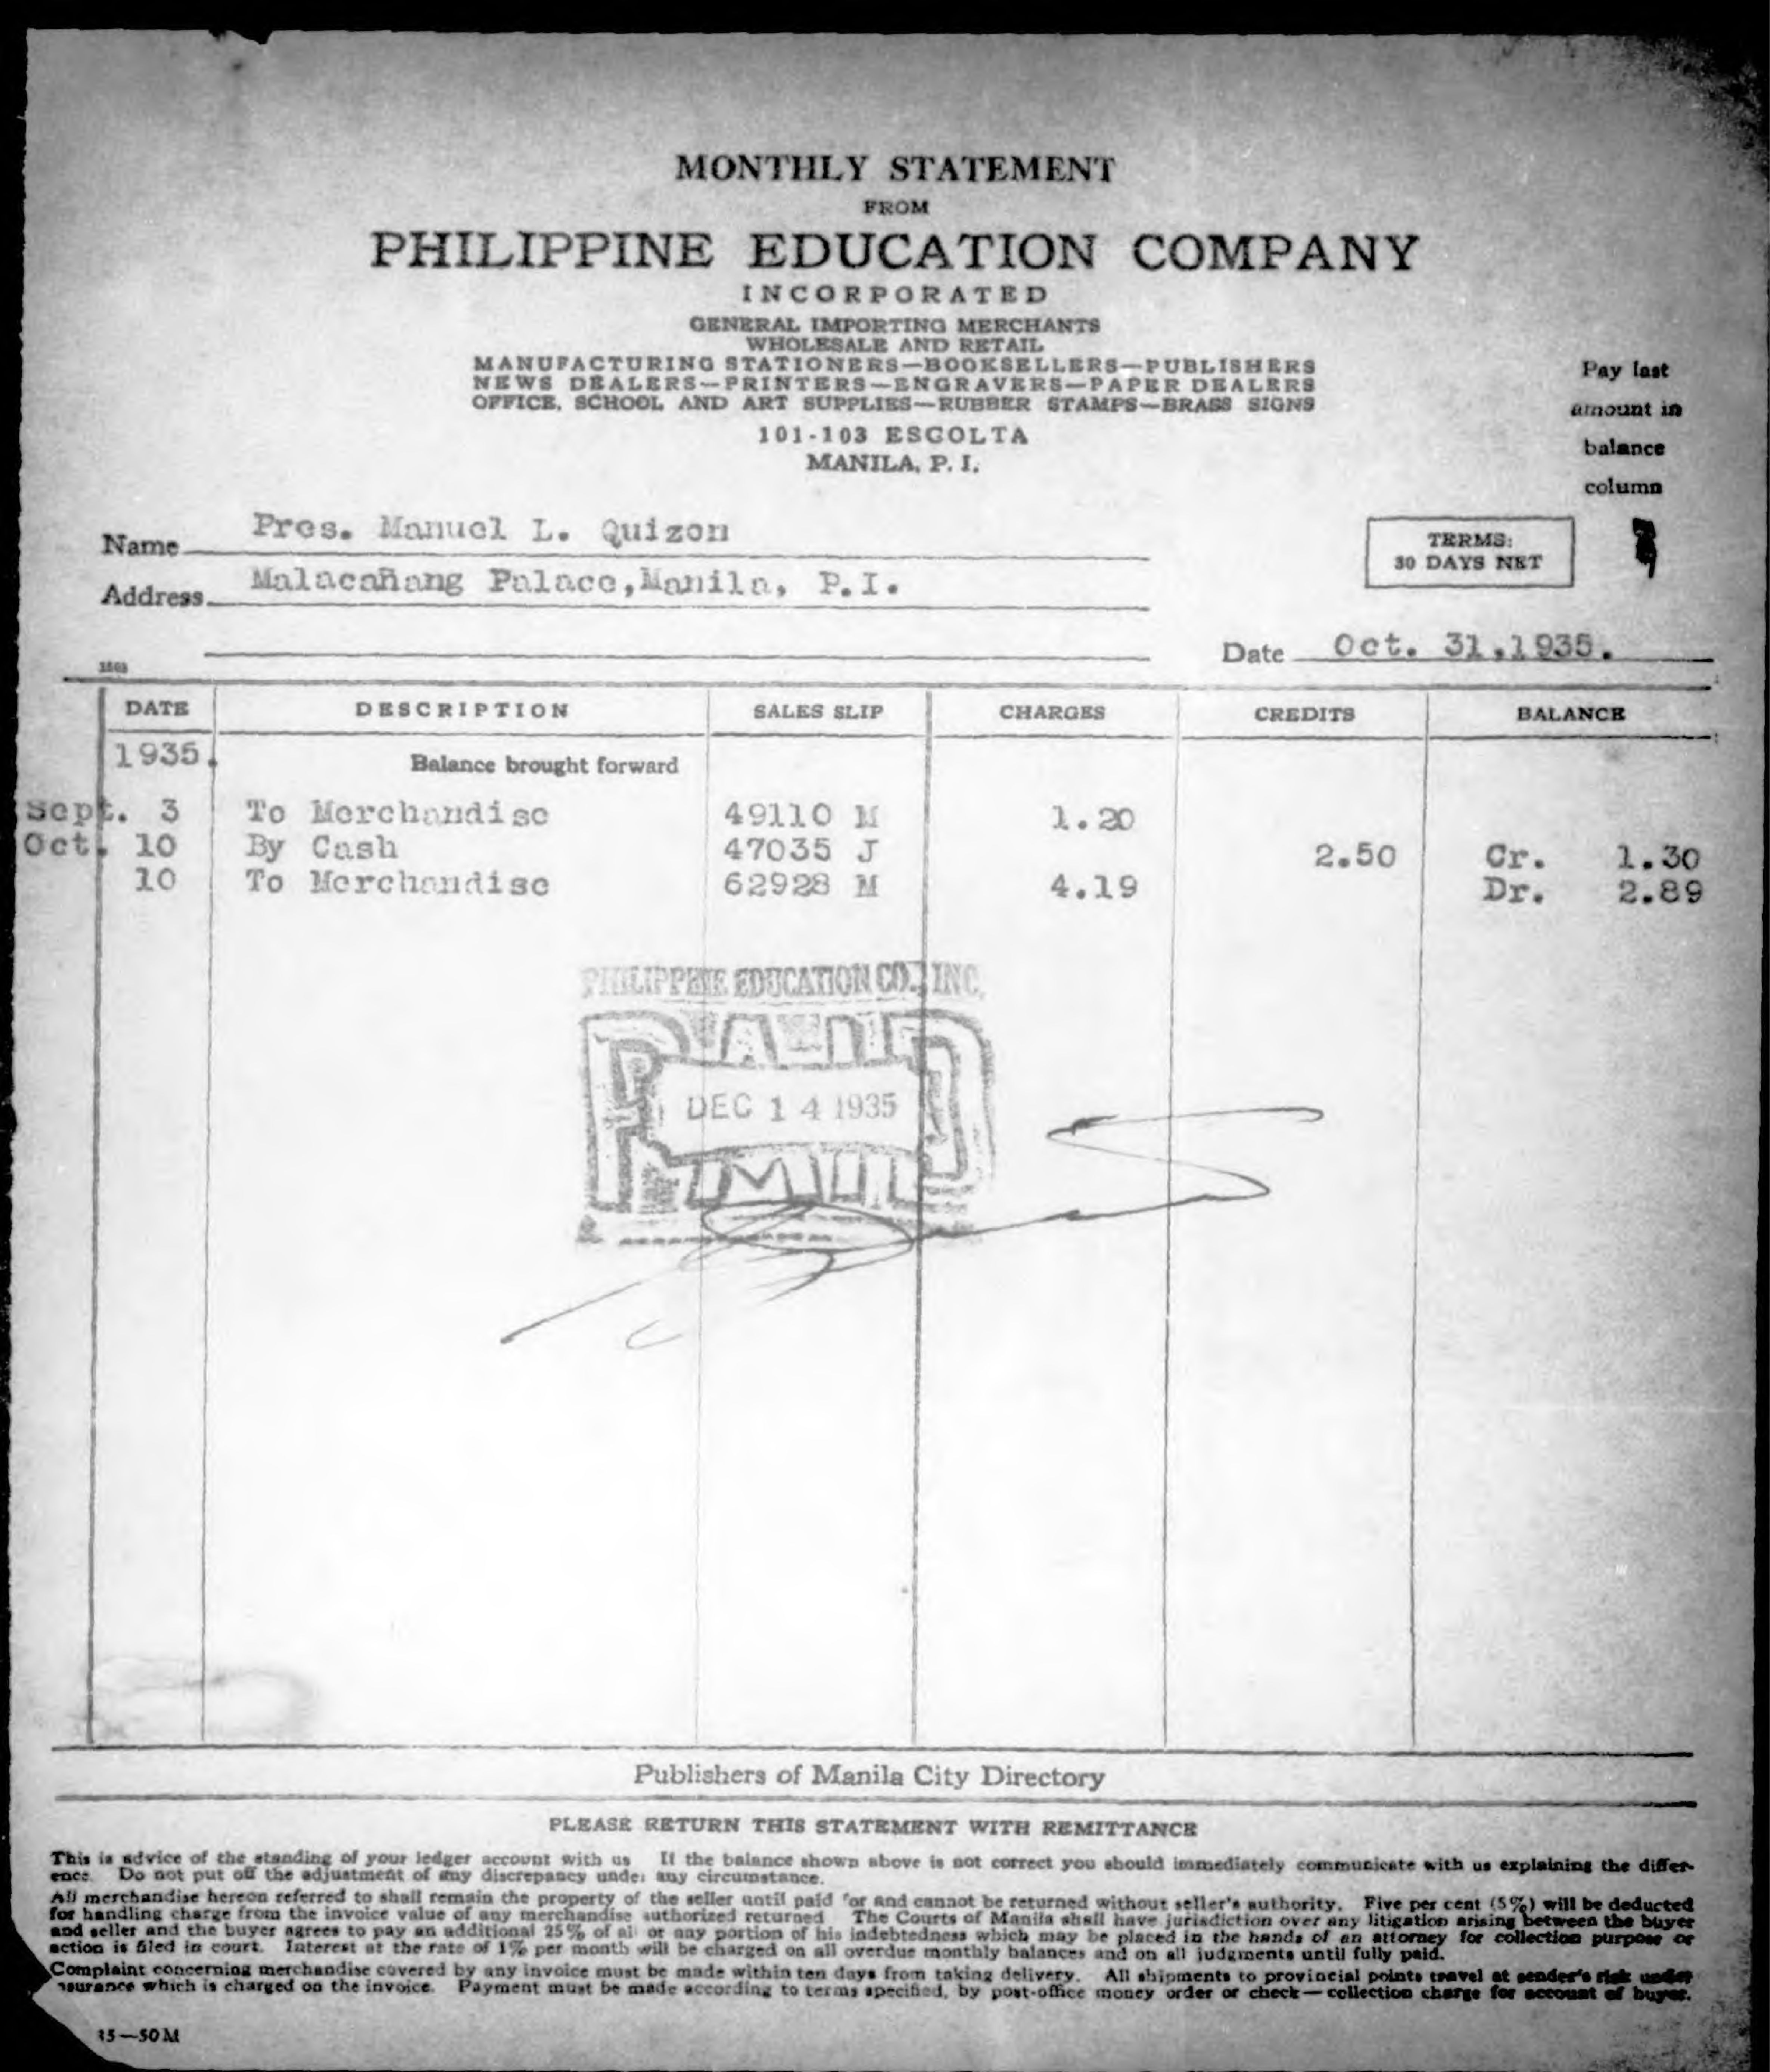 MONTHLY STATEMENT
FROM
PHILIPPINE EDUCATION COMPANY
INCORPORATED
GENERAL IMPORTING MERCHANTS
WHOLESALE AND RETAIL
MANUFACTURING STATIONERS—BOOKSELLERS—PUBLISHERS
NEWS DEALERS—PRINTERS—ENGRAVERS—PAPER DEALERS
OFFICE, SCHOOL AND ART SUPPLIES—RUBBER STAMPS—BRASS SIGNS
101-103 ESCOLTA
MANILA, P. I.
Pay last
amount in
balance
column
Name Pres. Manuel L. Quizon
TERMS:
30 DAYS NET
Address Malacañang Palace,Manila, P.I.
Date Oct. 31,1935.
DATE DESCRIPTION SALES SLIP CHARGES CREDITS BALANCE
1935. Balance brought forward
Sept. 3 To Merchandise 49110 M 1.20
Oct. 10 By Cash 47035 J 2.50 Cr. 1.30
10 To Merchandise 62928 M 4.19 Dr. 2.89
PHILIPPINE EDUCATION CO., INC.
PAID
DEC 14 1935
Publishers of Manila City Directory
PLEASE RETURN THIS STATEMENT WITH REMITTANCE
This is advice of the standing of your ledger account with us If the balance shown above is not correct you should immediately communicate with us explaining the differ-
ence. Do not put off the adjustment of any discrepancy under any circumstance.
All merchandise hereon referred to shall remain the property of the seller until paid for and cannot be returned without seller's authority. Five per cent (5%) will be deducted
for handling charge from the invoice value of any merchandise authorized returned The Courts of Manila shall have jurisdiction over any litigation arising between the buyer
and seller and the buyer agrees to pay an additional 25% of all or any portion of his indebtedness which may be placed in the hands of an attorney for collection purpose or
action is filed in court. Interest at the rate of 1% per month will be charged on all overdue monthly balances and on all judgments until fully paid.
Complaint concerning merchandise covered by any invoice must be made within ten days from taking delivery. All shipments to provincial points travel at sender's risk under
nsurance which is charged on the invoice. Payment must be made according to terms specified, by post-office money order or check—collection charge for account of buyer.
35—50M